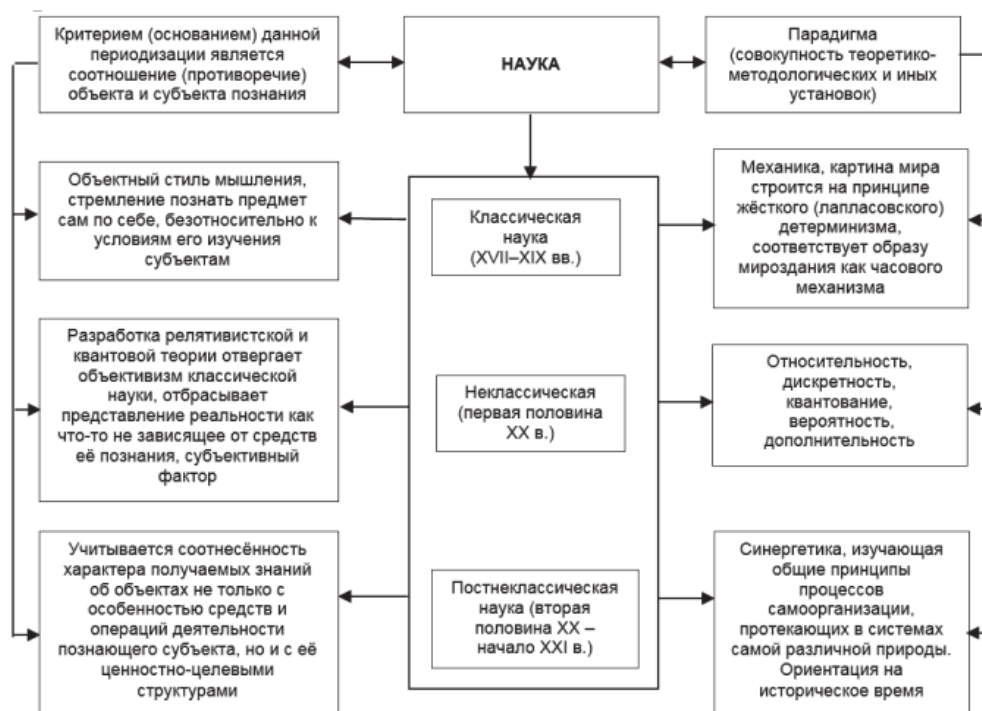 Критерием (основанием) данной
периодизации является
соотношение (противоречие)
объекта и субъекта познания
НАУКА
Парадигма
(совокупность теоретико-
методологических и иных
установок)
Объектный стиль мышления,
стремление познать предмет
сам по себе, безотносительно к
условиям его изучения
субъектам
Классическая
наука
(XVII–XIX вв.)
Механика, картина мира
строится на принципе
жёсткого (лапласовского)
детерминизма,
соответствует образу
мироздания как часового
механизма
Разработка релятивистской и
квантовой теории отвергает
объективизм классической
науки, отбрасывает
представление реальности как
что-то не зависящее от средств
её познания, субъективный
фактор
Неклассическая
(первая половина
XX в.)
Относительность,
дискретность,
квантование,
вероятность,
дополнительность
Учитывается соотнесённость
характера получаемых знаний
об объектах не только с
особенностью средств и
операций деятельности
познающего субъекта, но и с её
ценностно-целевыми
структурами
Постнеклассическая
наука (вторая
половина XX –
начало XXI в.)
Синергетика, изучающая
общие принципы
процессов
самоорганизации,
протекающих в системах
самой различной природы.
Ориентация на
историческое время